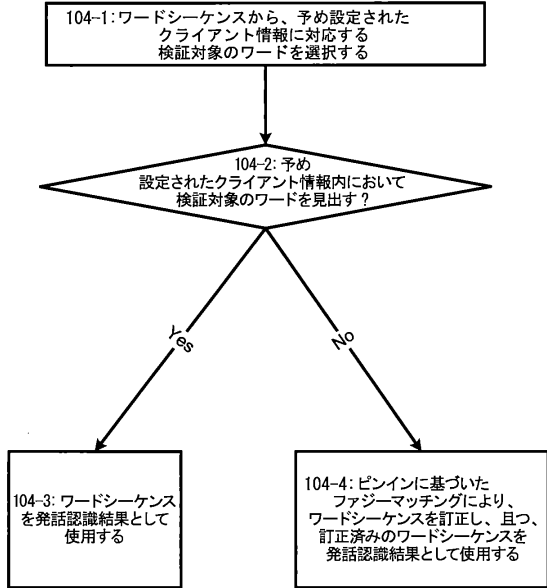 104-1:ワードシーケンスから、予め設定された
クライアント情報に対応する
検証対象のワードを選択する
104-2:予め
設定されたクライアント情報内において
検証対象のワードを見出す?
Yes
No
104-3:ワードシーケンス
を発話認識結果として
使用する
104-4:ピンインに基づいた
ファジーマッチングにより、
ワードシーケンスを訂正し、且つ、
訂正済みのワードシーケンスを
発話認識結果として使用する